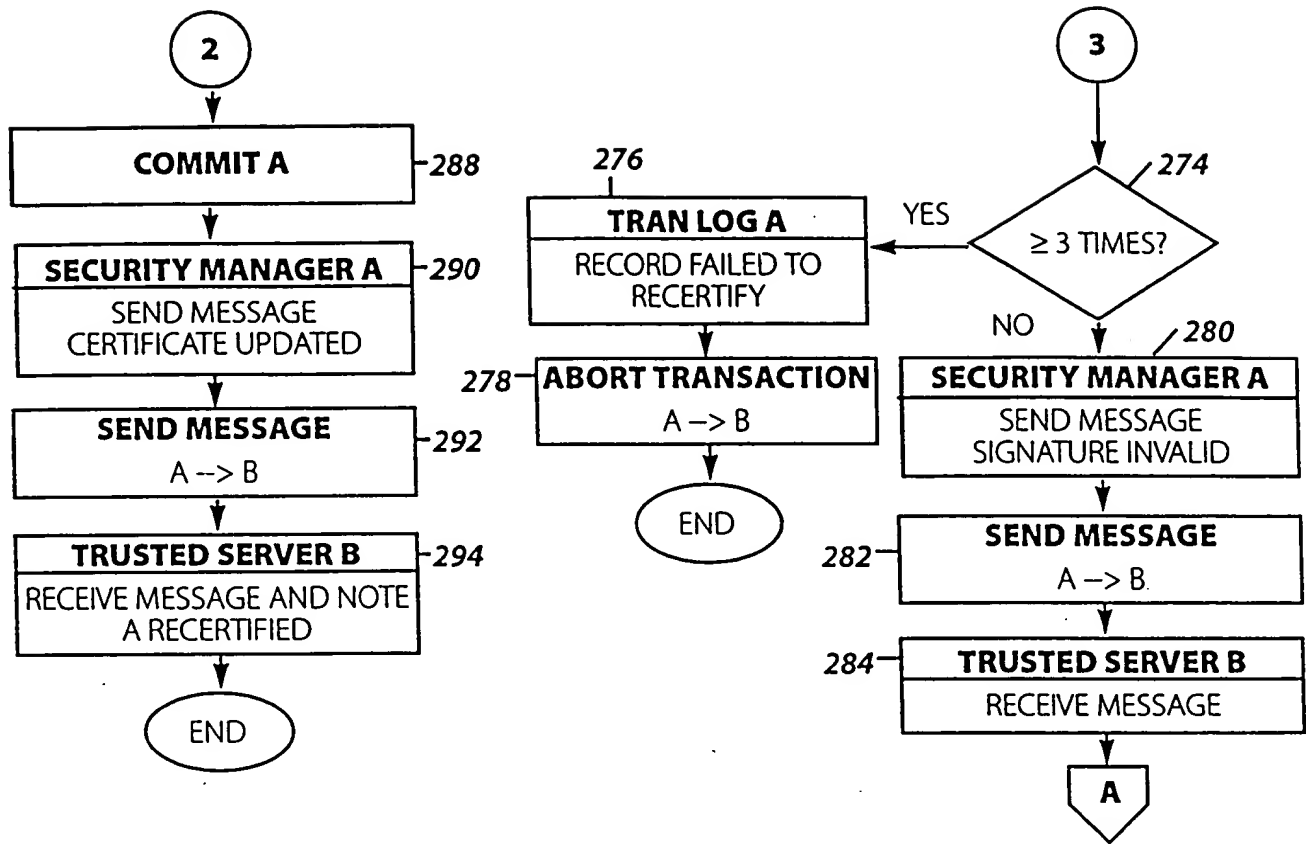 2
COMMIT A
288
SECURITY MANAGER A
290
SEND MESSAGE
CERTIFICATE UPDATED
SEND MESSAGE
292
A --> B
TRUSTED SERVER B
294
RECEIVE MESSAGE AND NOTE
A RECERTIFIED
END
276
TRAN LOG A
RECORD FAILED TO
RECERTIFY
278
ABORT TRANSACTION
A --> B
END
3
274
≥ 3 TIMES?
YES
NO
280
SECURITY MANAGER A
SEND MESSAGE
SIGNATURE INVALID
SEND MESSAGE
282
A --> B
284
TRUSTED SERVER B
RECEIVE MESSAGE
A